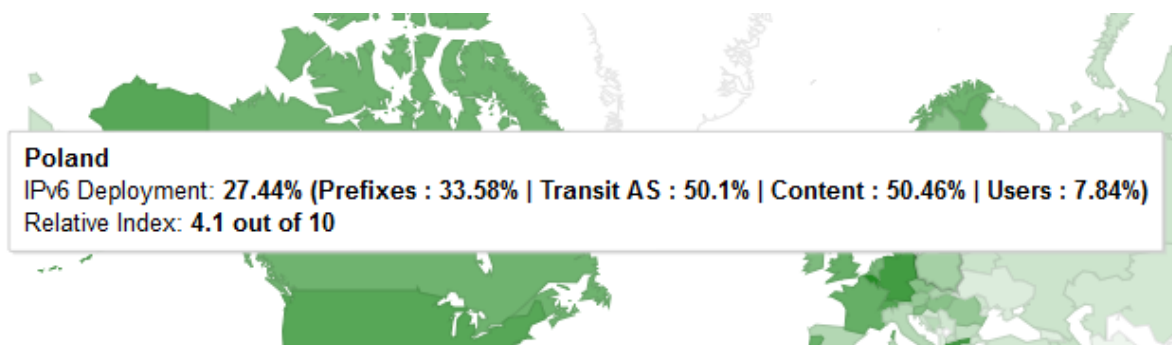 Poland
IPv6 Deployment: 27.44% (Prefixes : 33.58% | Transit AS : 50.1% | Content : 50.46% | Users : 7.84%)
Relative Index: 4.1 out of 10